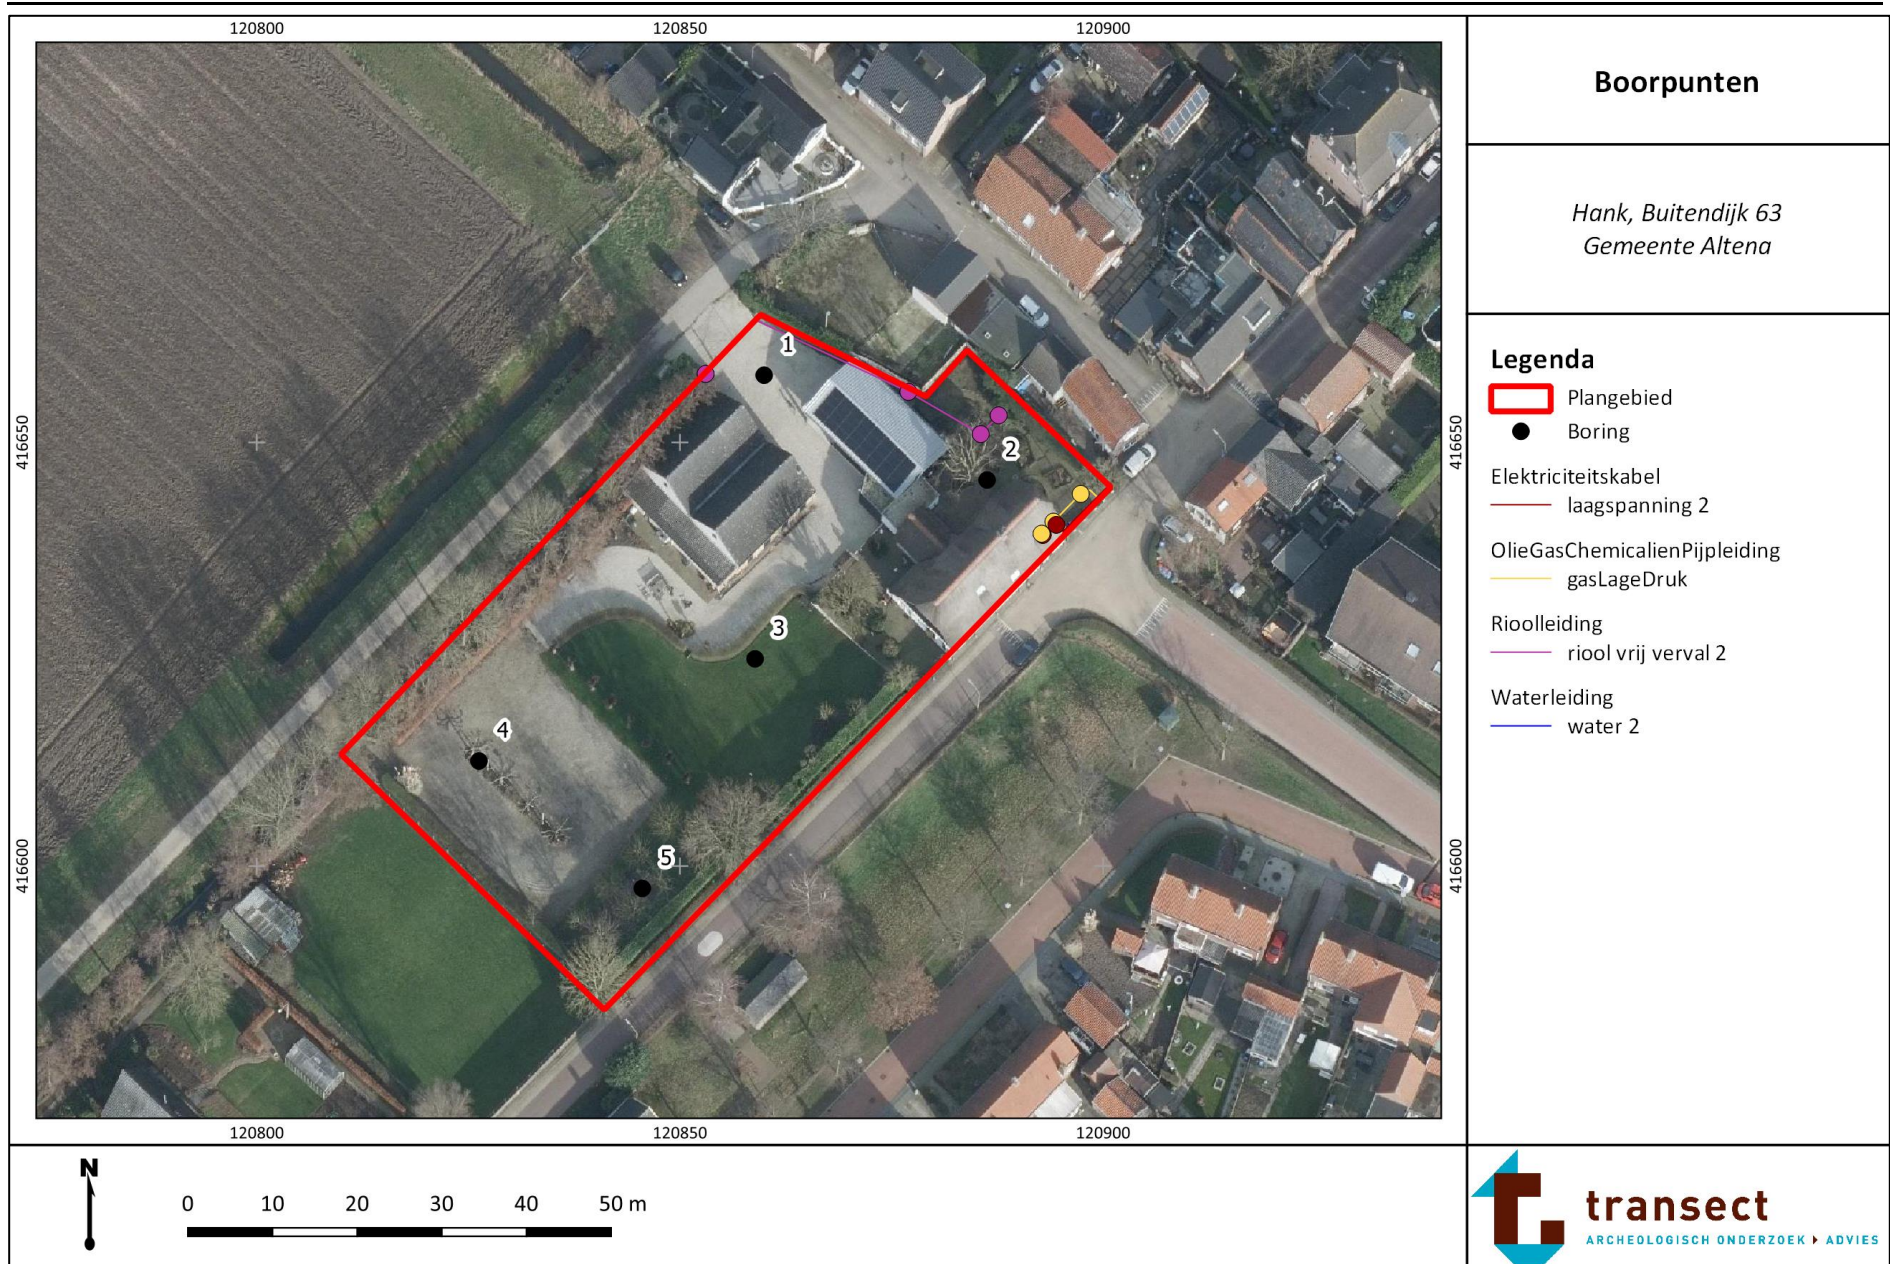 120800 120850 120900
416650 416650
416600 416600
1
2
3
4
5
120800 120850 120900
N
0 10 20 30 40 50 m
Boorpunten
Hank, Buitendijk 63
Gemeente Altena
Legenda
Plangebied
Boring
Elektriciteitskabel
laagspanning 2
OlieGasChemicalienPijpleiding
gasLageDruk
Rioolleiding
riool vrij verval 2
Waterleiding
water 2
transect
ARCHEOLOGISCH ONDERZOEK ▸ ADVIES